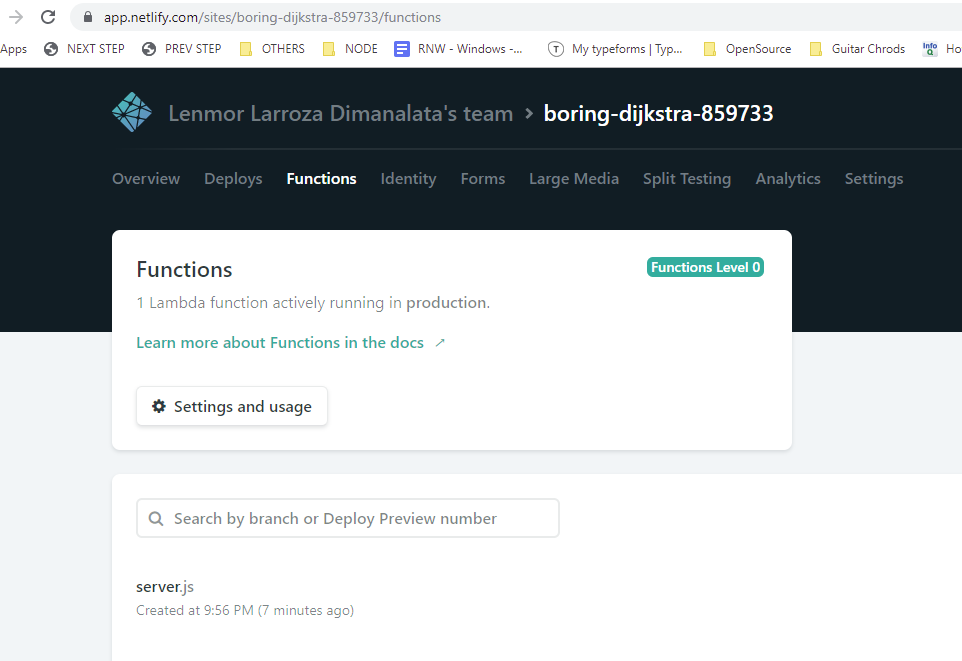 app.netlify.com/sites/boring-dijkstra-859733/functions
Apps NEXT STEP PREV STEP OTHERS NODE RNW - Windows -... My typeforms | Typ... OpenSource Guitar Chrods Info Q Ho
Lenmor Larroza Dimanalata's team > boring-dijkstra-859733
Overview Deploys Functions Identity Forms Large Media Split Testing Analytics Settings
Functions Functions Level 0
1 Lambda function actively running in production.
Learn more about Functions in the docs ↗
Settings and usage
Search by branch or Deploy Preview number
server.js
Created at 9:56 PM (7 minutes ago)